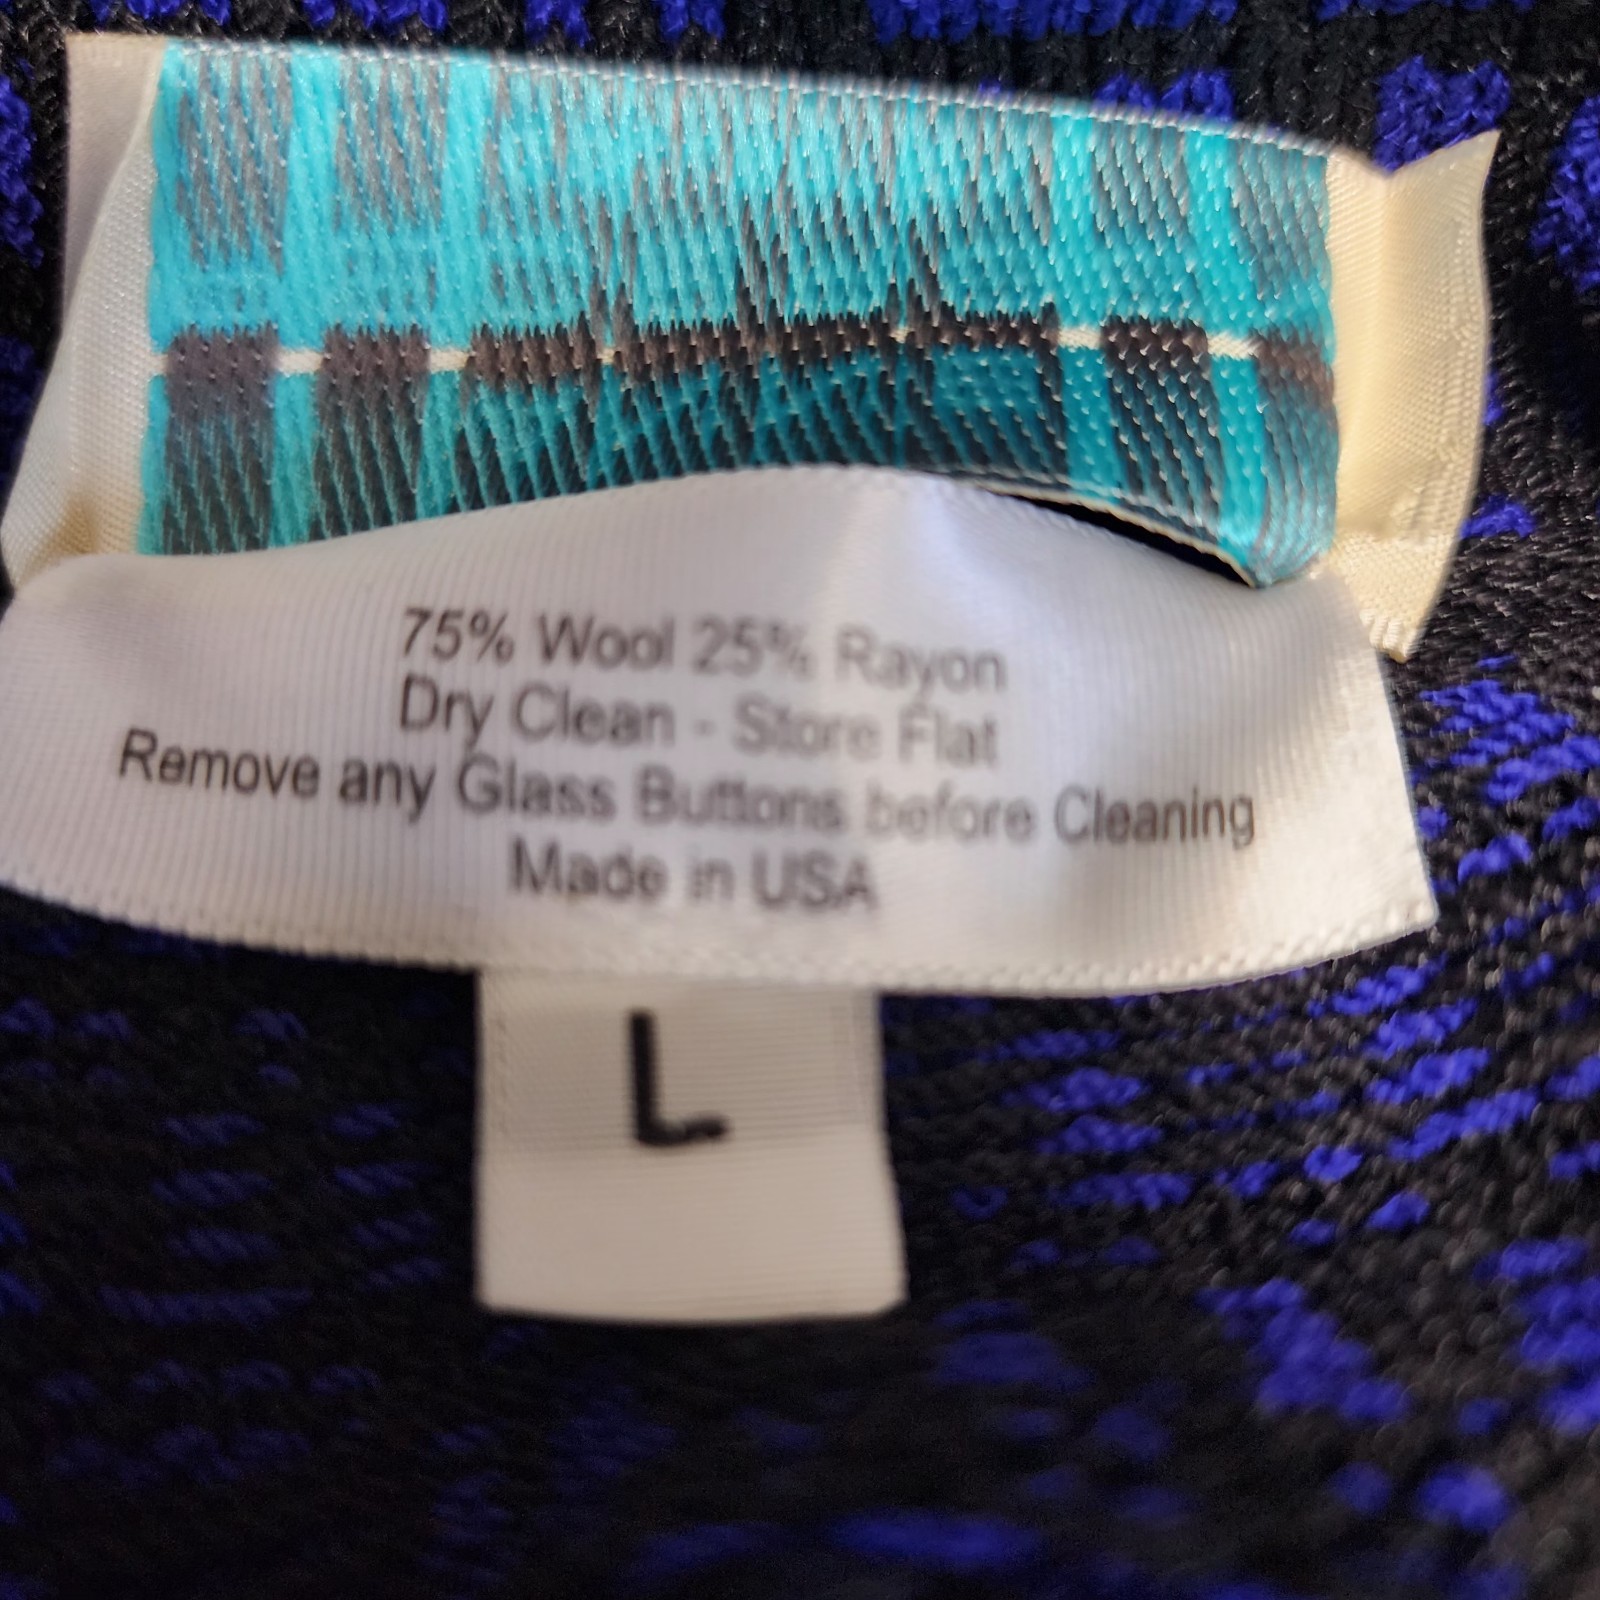 75% Wool 25% Rayon
Dry Clean - Store Flat
Remove any Glass Buttons before Cleaning
Made in USA
L